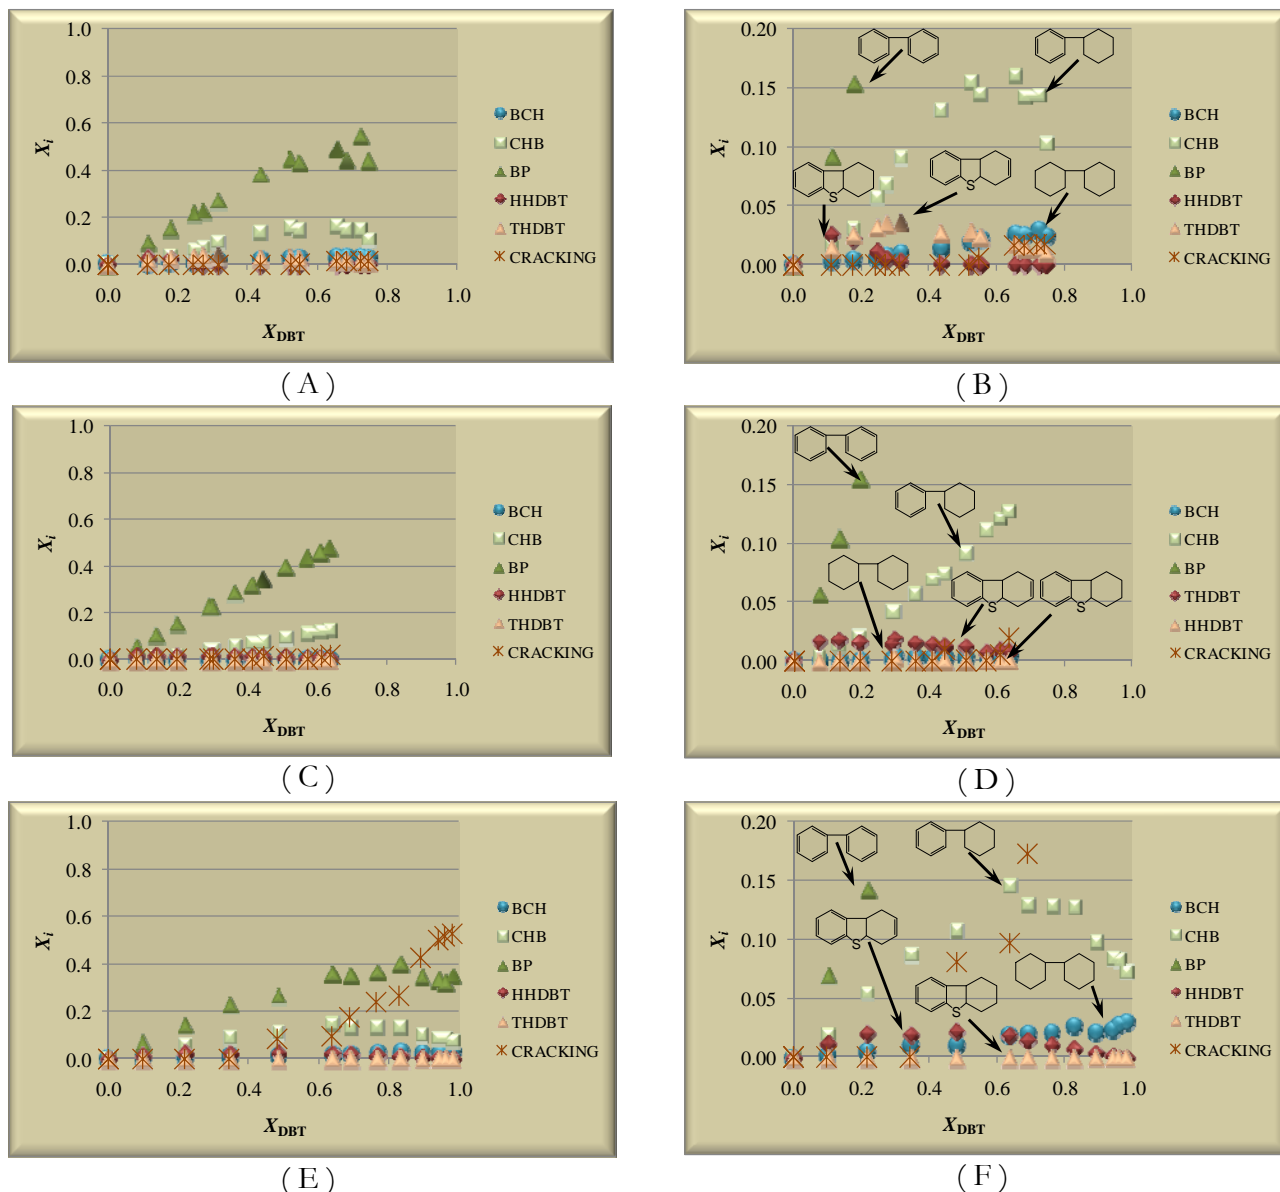 1.0
0.8
0.6
0.4
0.2
0.0
0.0 0.2 0.4 0.6 0.8 1.0
Xi
XDBT
BCH
CHB
BP
HHDBT
THDBT
CRACKING
( A )
0.20
0.15
0.10
0.05
0.00
0.0 0.2 0.4 0.6 0.8 1.0
Xi
XDBT
S
S
BCH
CHB
BP
HHDBT
THDBT
CRACKING
( B )
1.0
0.8
0.6
0.4
0.2
0.0
0.0 0.2 0.4 0.6 0.8 1.0
Xi
XDBT
BCH
CHB
BP
HHDBT
THDBT
CRACKING
( C )
0.20
0.15
0.10
0.05
0.00
0.0 0.2 0.4 0.6 0.8 1.0
Xi
XDBT
S
S
BCH
CHB
BP
THDBT
HHDBT
CRACKING
( D )
1.0
0.8
0.6
0.4
0.2
0.0
0.0 0.2 0.4 0.6 0.8 1.0
Xi
XDBT
BCH
CHB
BP
HHDBT
THDBT
CRACKING
( E )
0.20
0.15
0.10
0.05
0.00
0.0 0.2 0.4 0.6 0.8 1.0
Xi
XDBT
S
S
BCH
CHB
BP
HHDBT
THDBT
CRACKING
( F )